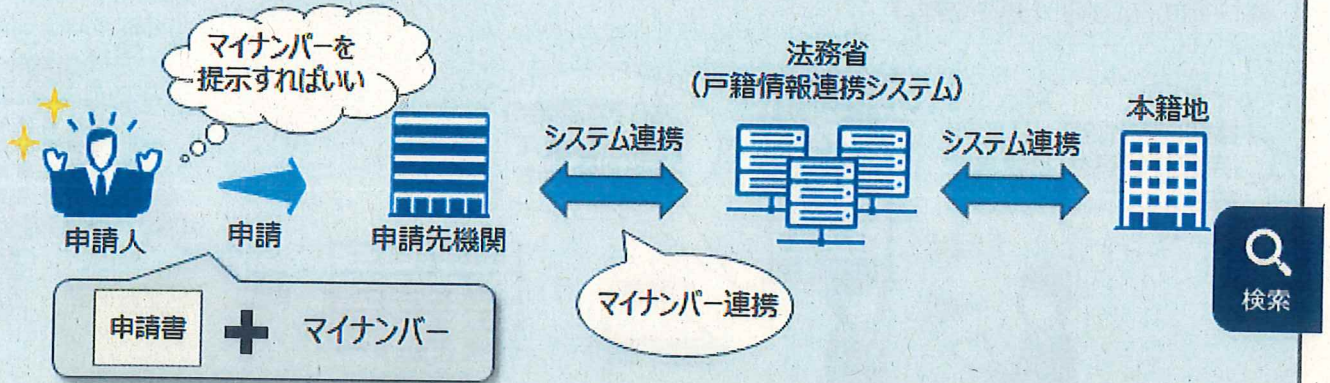 マイナンバーを
提示すればいい
法務省
(戸籍情報連携システム)
本籍地
システム連携
システム連携
申請人
申請
申請先機関
検索
マイナンバー連携
申請書
マイナンバー